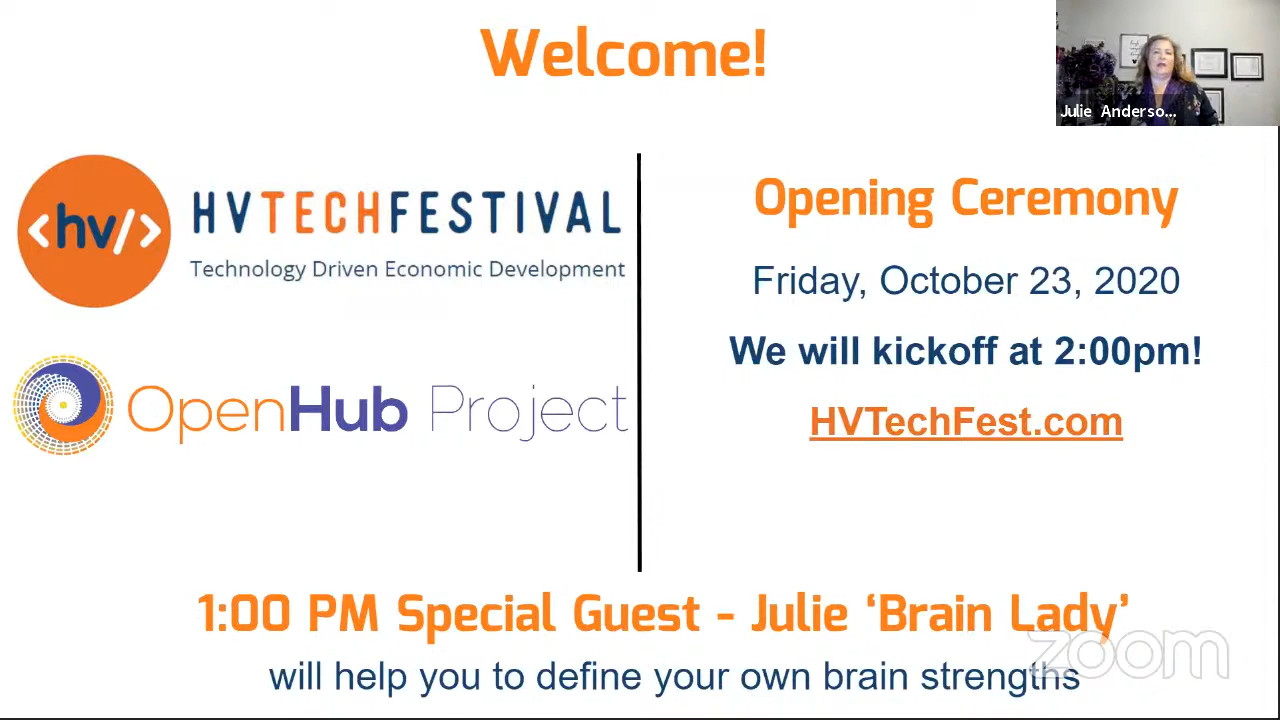 Welcome!
Julie Anderso...
<hv/>
HVTECHFESTIVAL
Technology Driven Economic Development
OpenHub Project
Opening Ceremony
Friday, October 23, 2020
We will kickoff at 2:00pm!
HVTechFest.com
1:00 PM Special Guest - Julie ‘Brain Lady’
will help you to define your own brain strengths
zoom